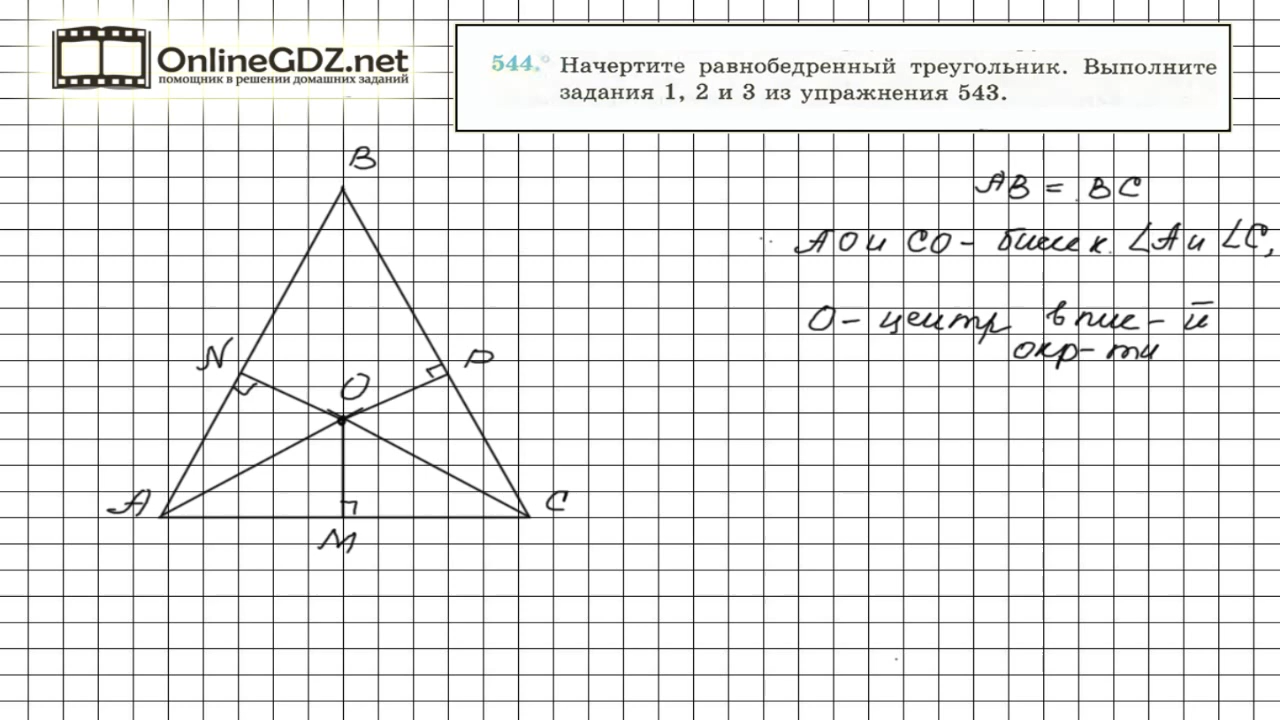 OnlineGDZ.net
помощник в решении домашних заданий
544.° Начертите равнобедренный треугольник. Выполните
задания 1, 2 и 3 из упражнения 543.
B
AB = BC
AO и CO - биссек. ∠A и ∠C,
O - центр впис - й
окр - ти
N
P
O
A
C
M